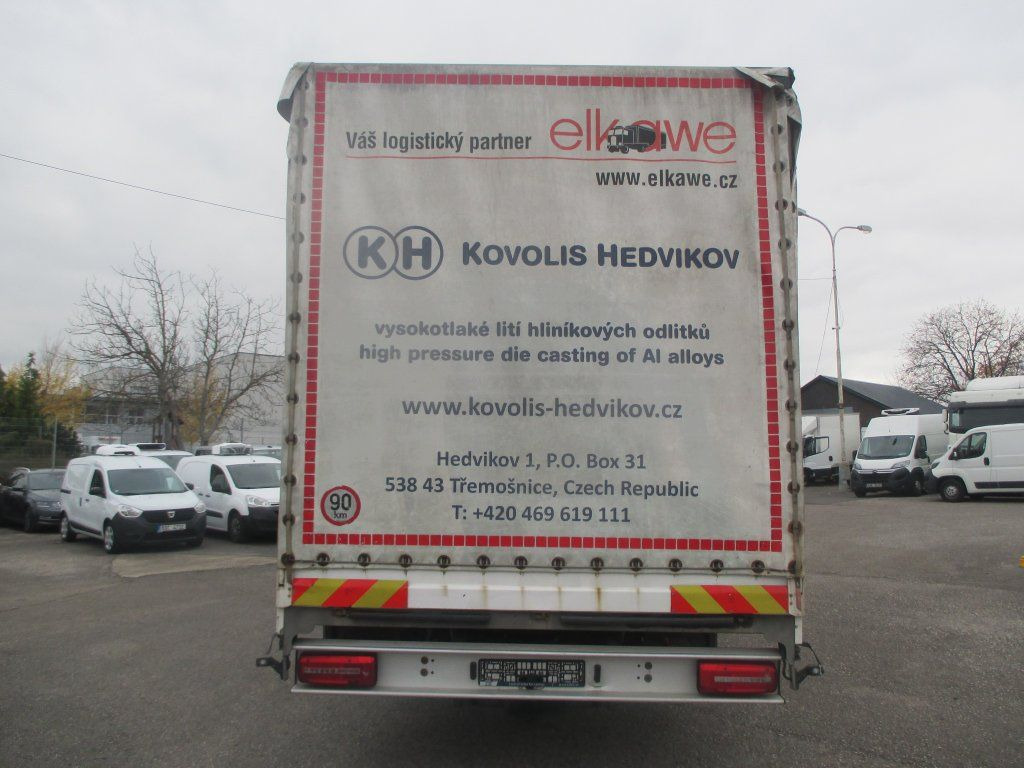 Váš logistický partner elkawe
www.elkawe.cz
KH KOVOLIS HEDVIKOV
vysokotlaké lití hliníkových odlitků
high pressure die casting of Al alloys
www.kovolis-hedvikov.cz
Hedvikov 1, P.O. Box 31
538 43 Třemošnice, Czech Republic
T: +420 469 619 111
90
km